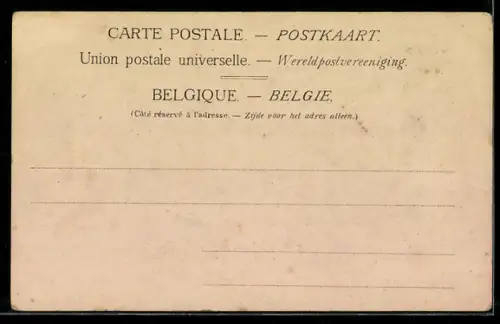 CARTE POSTALE. — POSTKAART.
Union postale universelle. — Wereldpostvereeniging.
BELGIQUE. — BELGIE.
(Côté réservé à l'adresse. — Zijde voor het adres alleen.)